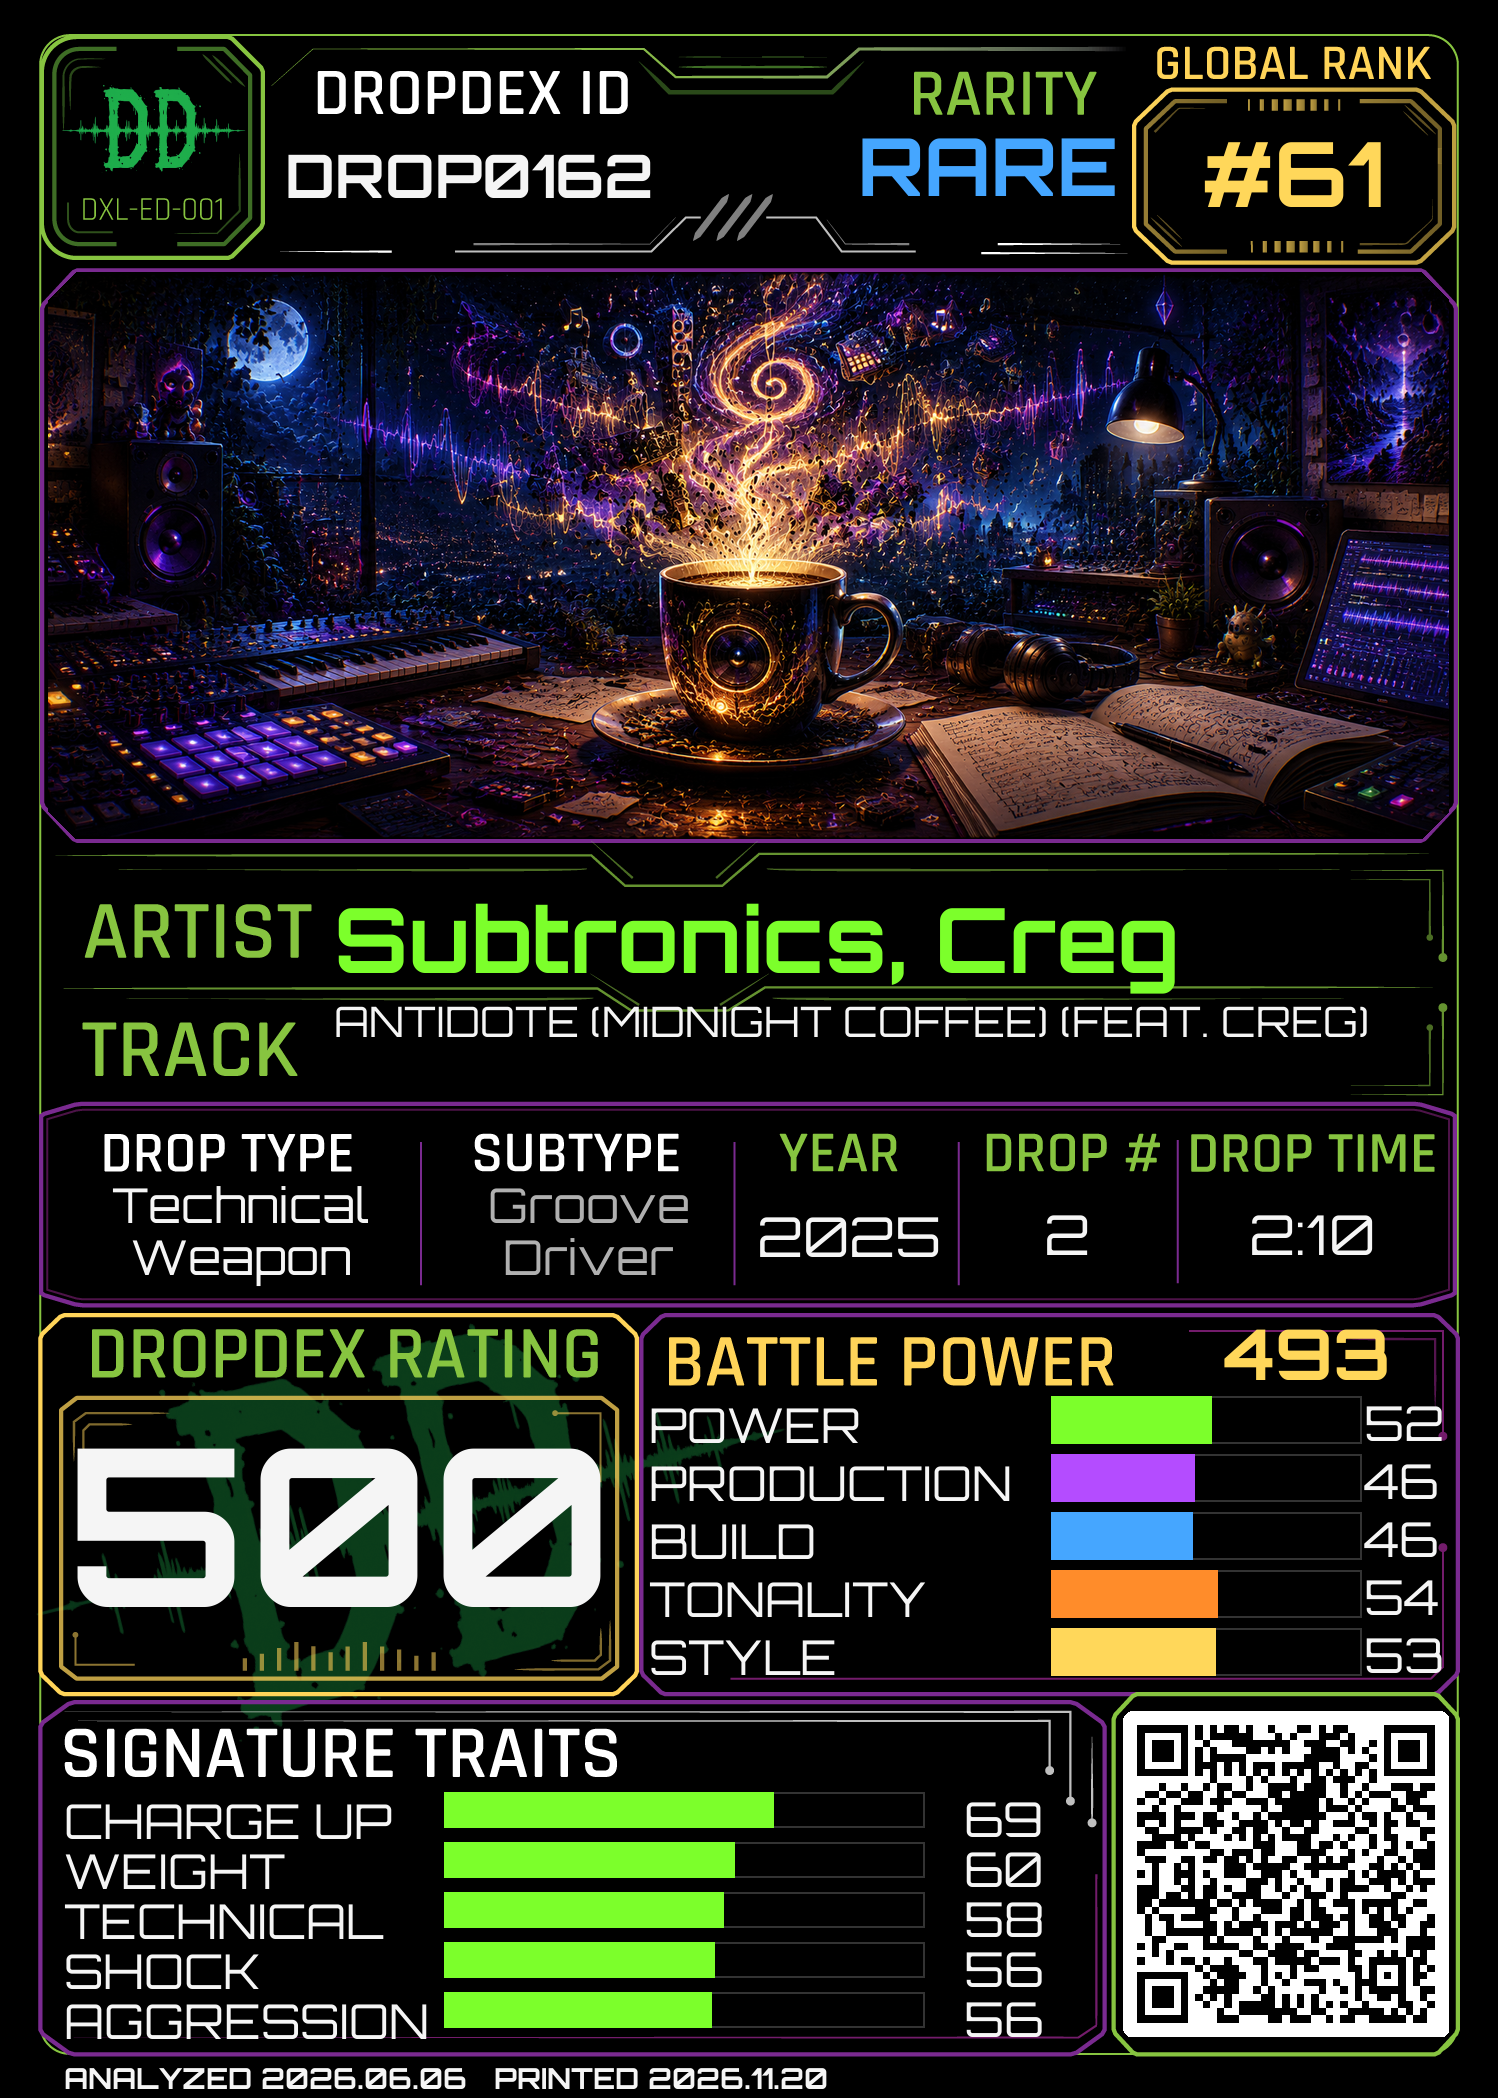 DD
DXL-ED-001
DROPDEX ID
DROP0162
RARITY
RARE
GLOBAL RANK
#61
ARTIST Subtronics, Creg
TRACK ANTIDOTE (MIDNIGHT COFFEE) (FEAT. CREG)
DROP TYPE
Technical
Weapon
SUBTYPE
Groove
Driver
YEAR
2025
DROP #
2
DROP TIME
2:10
DROPDEX RATING
500
BATTLE POWER 493
POWER 52
PRODUCTION 46
BUILD 46
TONALITY 54
STYLE 53
SIGNATURE TRAITS
CHARGE UP 69
WEIGHT 60
TECHNICAL 58
SHOCK 56
AGGRESSION 56
ANALYZED 2026.06.06 PRINTED 2026.11.20